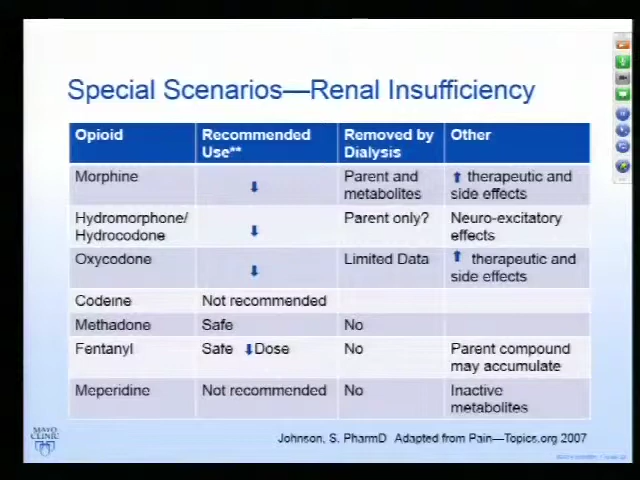 Special Scenarios—Renal Insufficiency
Opioid
Recommended Use**
Removed by Dialysis
Other
Morphine
⬇
Parent and metabolites
⬆ therapeutic and side effects
Hydromorphone/ Hydrocodone
⬇
Parent only?
Neuro-excitatory effects
Oxycodone
⬇
Limited Data
⬆ therapeutic and side effects
Codeine
Not recommended
Methadone
Safe
No
Fentanyl
Safe ⬇Dose
No
Parent compound may accumulate
Meperidine
Not recommended
No
Inactive metabolites
Johnson, S. PharmD Adapted from Pain—Topics.org 2007
MAYO
CLINIC